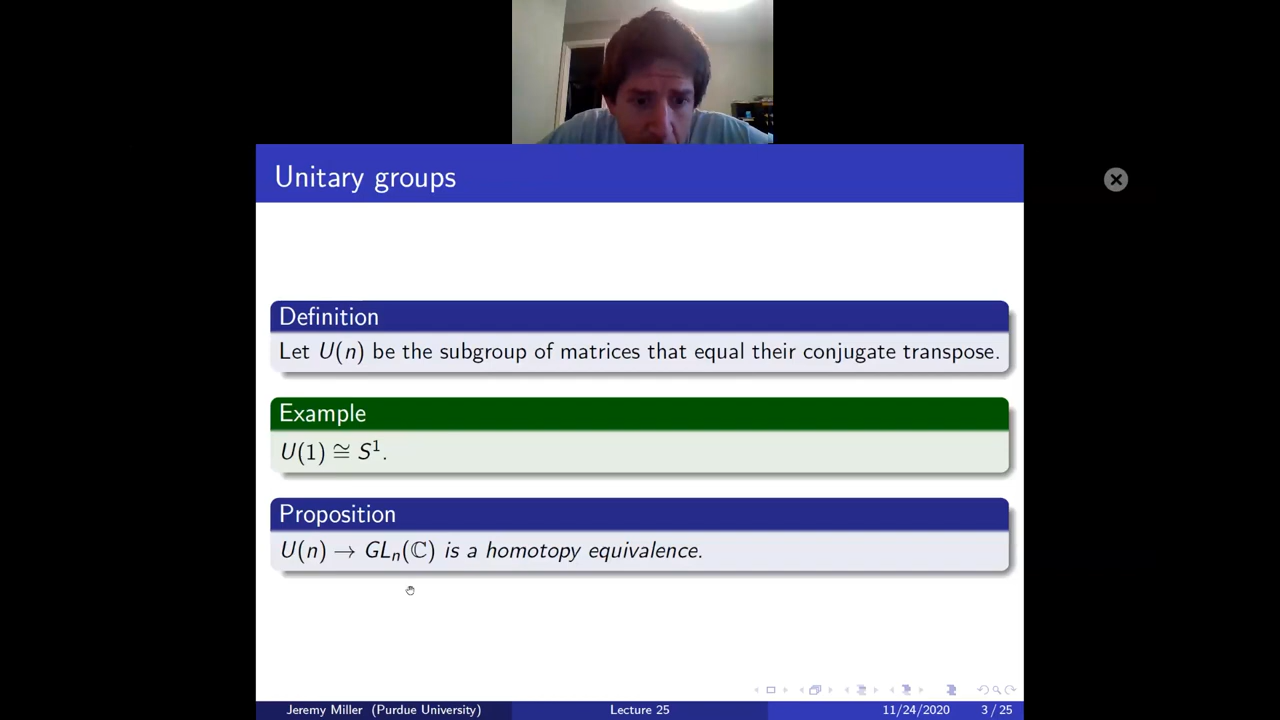 Unitary groups
Definition
Let U(n) be the subgroup of matrices that equal their conjugate transpose.
Example
U(1) ≅ S¹.
Proposition
U(n) → GLₙ(ℂ) is a homotopy equivalence.
Jeremy Miller (Purdue University) Lecture 25 11/24/2020 3 / 25